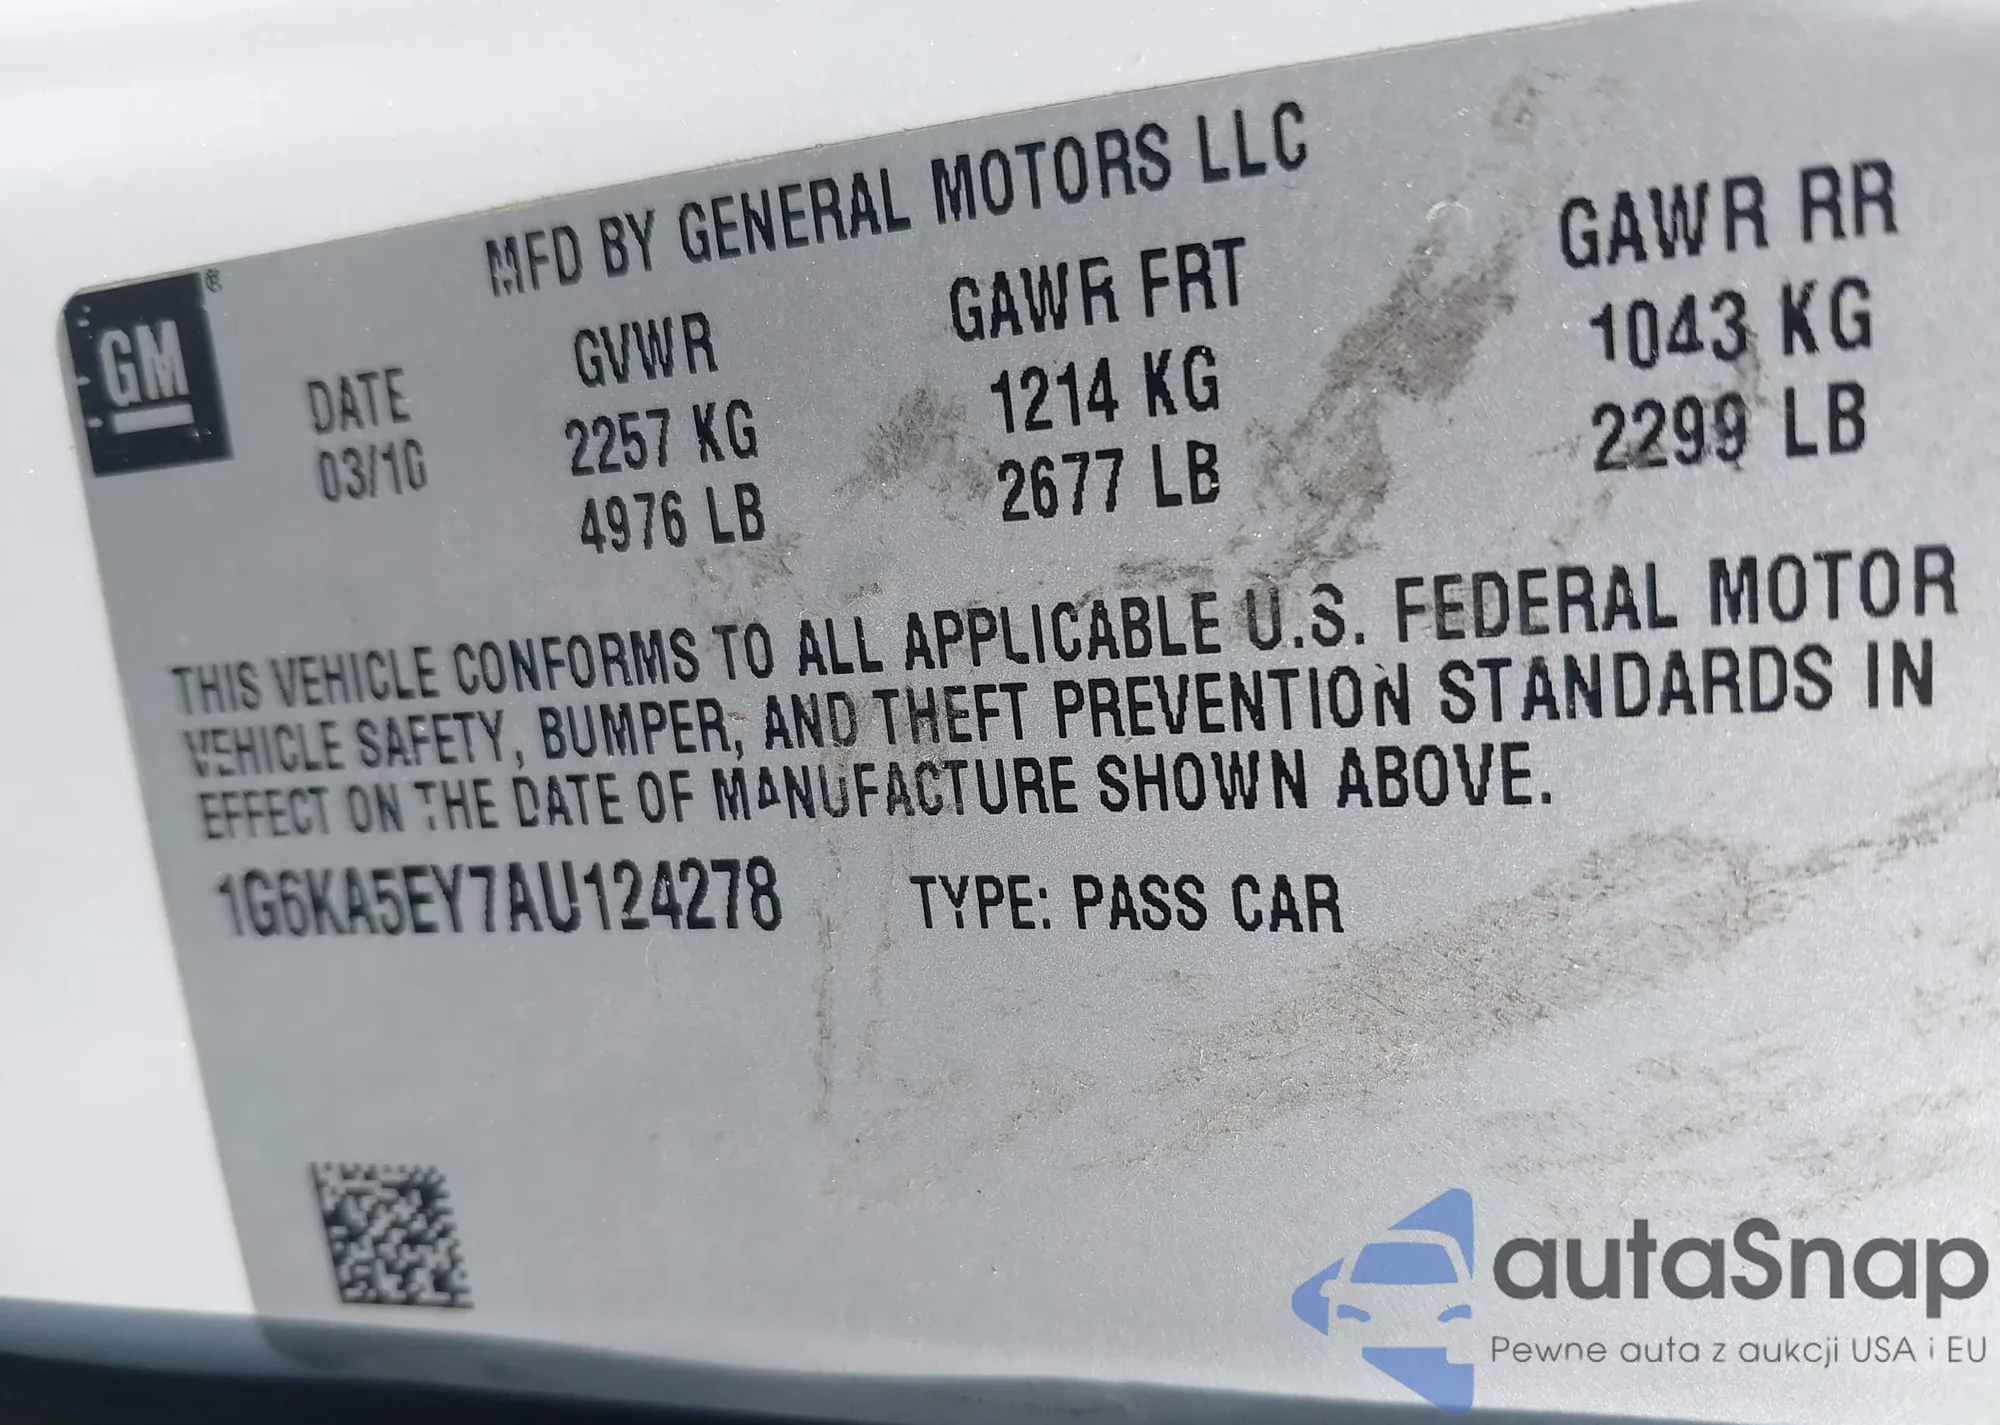 MFD BY GENERAL MOTORS LLC
GM®
DATE GVWR GAWR FRT GAWR RR
03/10 2257 KG 1214 KG 1043 KG
4976 LB 2677 LB 2299 LB
THIS VEHICLE CONFORMS TO ALL APPLICABLE U.S. FEDERAL MOTOR
VEHICLE SAFETY, BUMPER, AND THEFT PREVENTION STANDARDS IN
EFFECT ON THE DATE OF MANUFACTURE SHOWN ABOVE.
1G6KA5EY7AU124278 TYPE: PASS CAR
autaSnap
Pewne auta z aukcji USA i EU